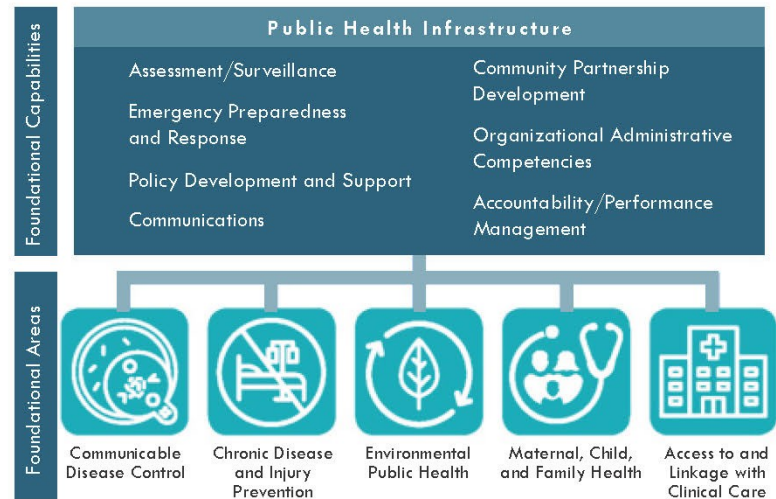 Foundational Capabilities
Public Health Infrastructure
Assessment/Surveillance
Emergency Preparedness
and Response
Policy Development and Support
Communications
Community Partnership
Development
Organizational Administrative
Competencies
Accountability/Performance
Management
Foundational Areas
Communicable
Disease Control
Chronic Disease
and Injury
Prevention
Environmental
Public Health
Maternal, Child,
and Family Health
Access to and
Linkage with
Clinical Care